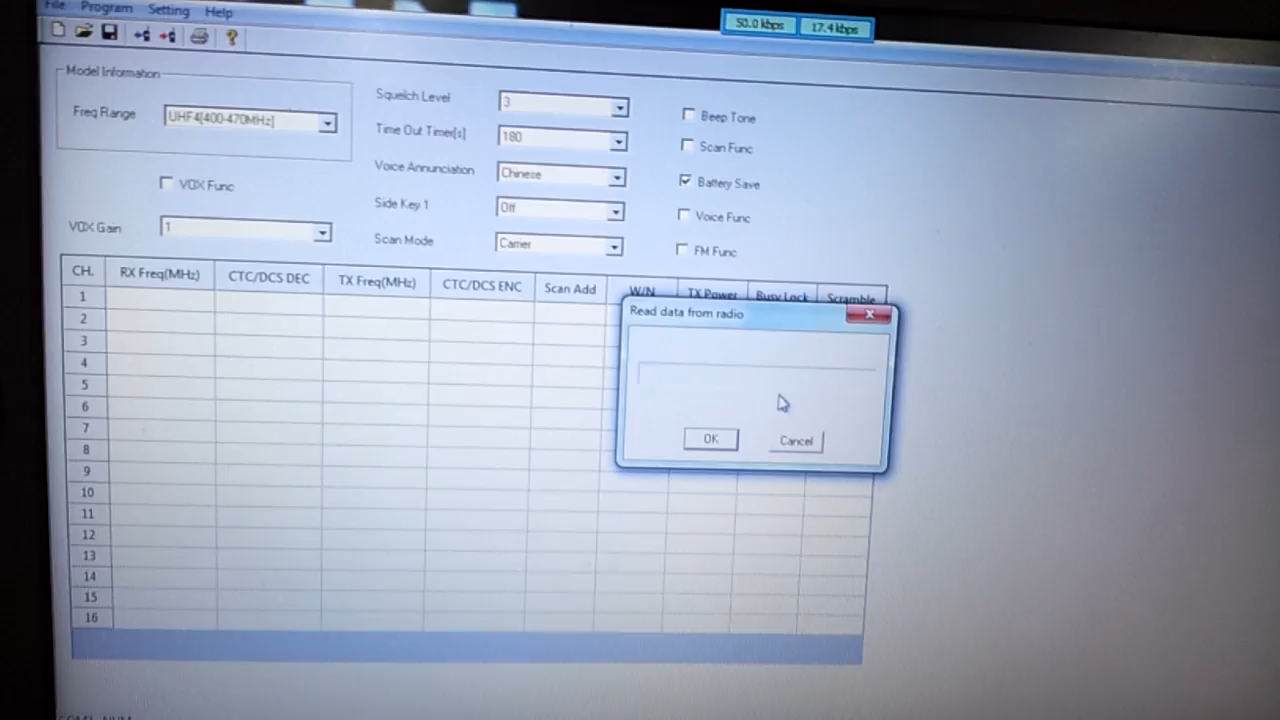 File Program Setting Help
50.0 kbps 17.4 kbps
Model Information
Freq Range UHF4[400-470MHz]
VOX Func
VOX Gain 1
Squelch Level 3
Time Out Timer[s] 180
Voice Annunciation Chinese
Side Key 1 Off
Scan Mode Carrier
Beep Tone
Scan Func
Battery Save
Voice Func
FM Func
CH. RX Freq(MHz) CTC/DCS DEC TX Freq(MHz) CTC/DCS ENC Scan Add W/N TX Power Busy Lock Scramble
1
2
3
4
5
6
7
8
9
10
11
12
13
14
15
16
Read data from radio
OK Cancel